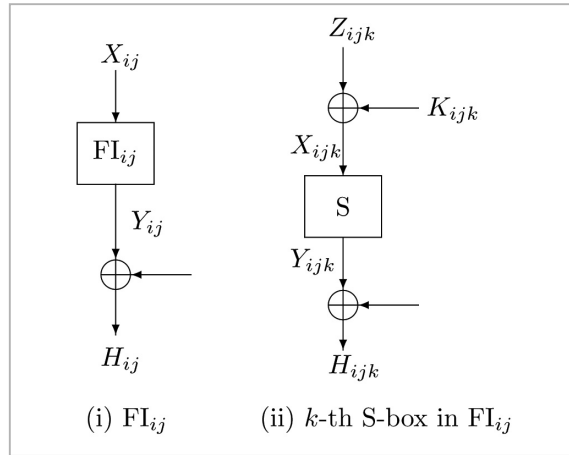 X_{ij}
FI_{ij}
Y_{ij}
H_{ij}
(i) FI_{ij}
Z_{ijk}
K_{ijk}
X_{ijk}
S
Y_{ijk}
H_{ijk}
(ii) k-th S-box in FI_{ij}